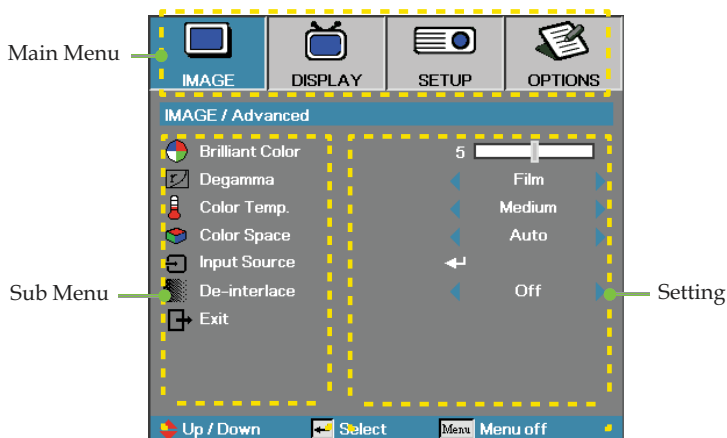 Main Menu
IMAGE DISPLAY SETUP OPTIONS
IMAGE / Advanced
Brilliant Color 5
Degamma Film
Color Temp. Medium
Color Space Auto
Input Source
Sub Menu De-interlace Off Setting
Exit
Up / Down Select Menu Menu off